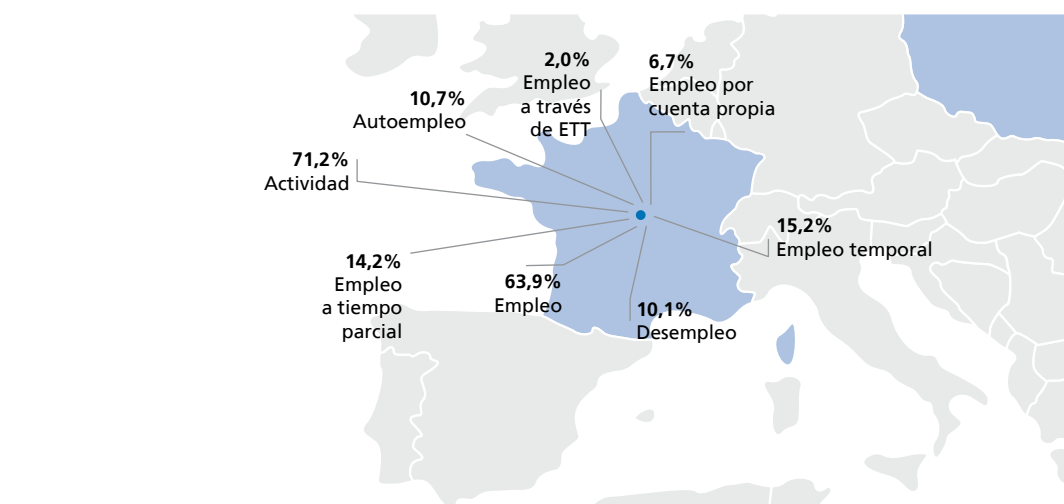 2,0%
Empleo
a través
de ETT
6,7%
Empleo por
cuenta propia
10,7%
Autoempleo
71,2%
Actividad
15,2%
Empleo temporal
14,2%
Empleo
a tiempo
parcial
63,9%
Empleo
10,1%
Desempleo